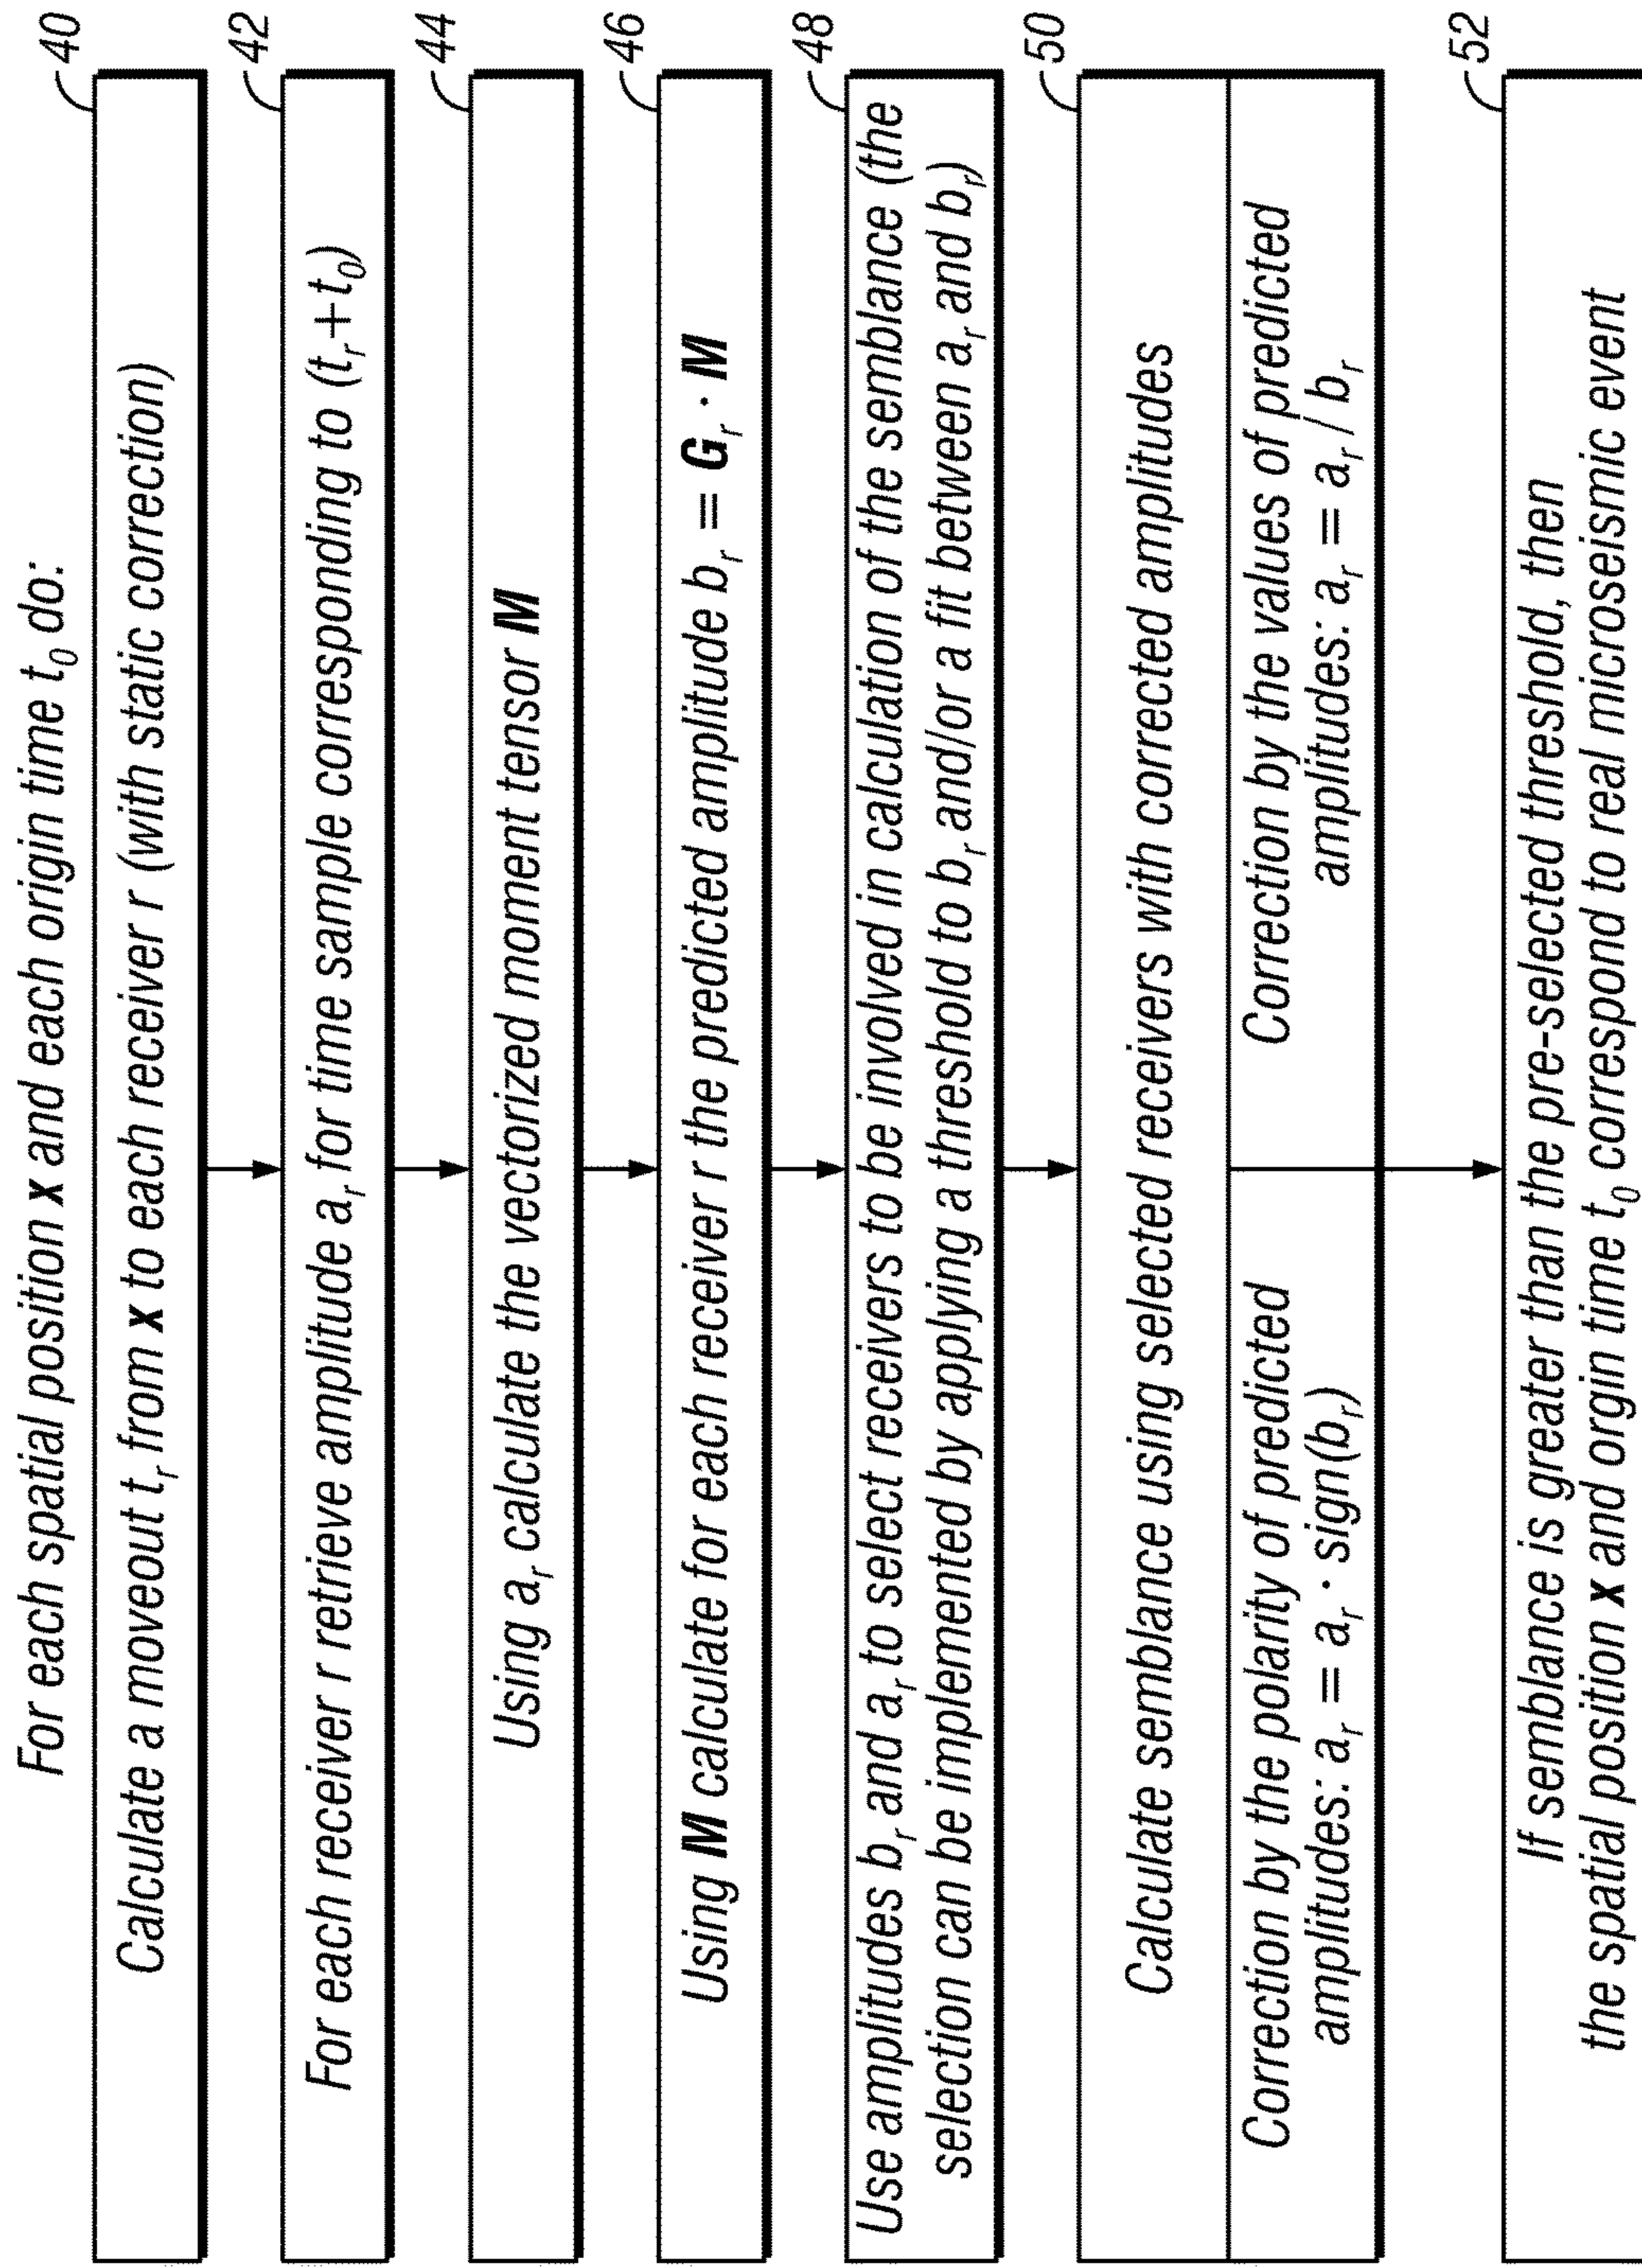 For each spatial position x and each origin time t₀ do:
40
Calculate a moveout tᵣ from x to each receiver r (with static correction)
42
For each receiver r retrieve amplitude aᵣ for time sample corresponding to (tᵣ+t₀)
44
Using aᵣ calculate the vectorized moment tensor M
46
Using M calculate for each receiver r the predicted amplitude bᵣ = Gᵣ · M
48
Use amplitudes bᵣ and aᵣ to select receivers to be involved in calculation of the semblance (the
selection can be implemented by applying a threshold to bᵣ and/or a fit between aᵣ and bᵣ)
50
Calculate semblance using selected receivers with corrected amplitudes
Correction by the polarity of predicted
amplitudes: aᵣ = aᵣ · sign(bᵣ)
Correction by the values of predicted
amplitudes: aᵣ = aᵣ / bᵣ
52
If semblance is greater than the pre-selected threshold, then
the spatial position x and orgin time t₀ correspond to real microseismic event